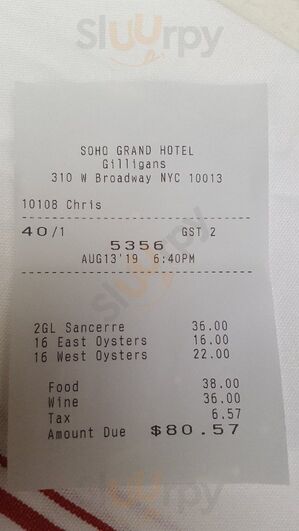 Sluurpy
SOHO GRAND HOTEL
Gilligans
310 W Broadway NYC 10013
10108 Chris
40/1 GST 2
5356
AUG13'19 6:40PM
Sluurpy
2GL Sancerre 36.00
16 East Oysters 16.00
16 West Oysters 22.00
Food 38.00
Wine 36.00
Tax 6.57
Amount Due $80.57
Sluurpy